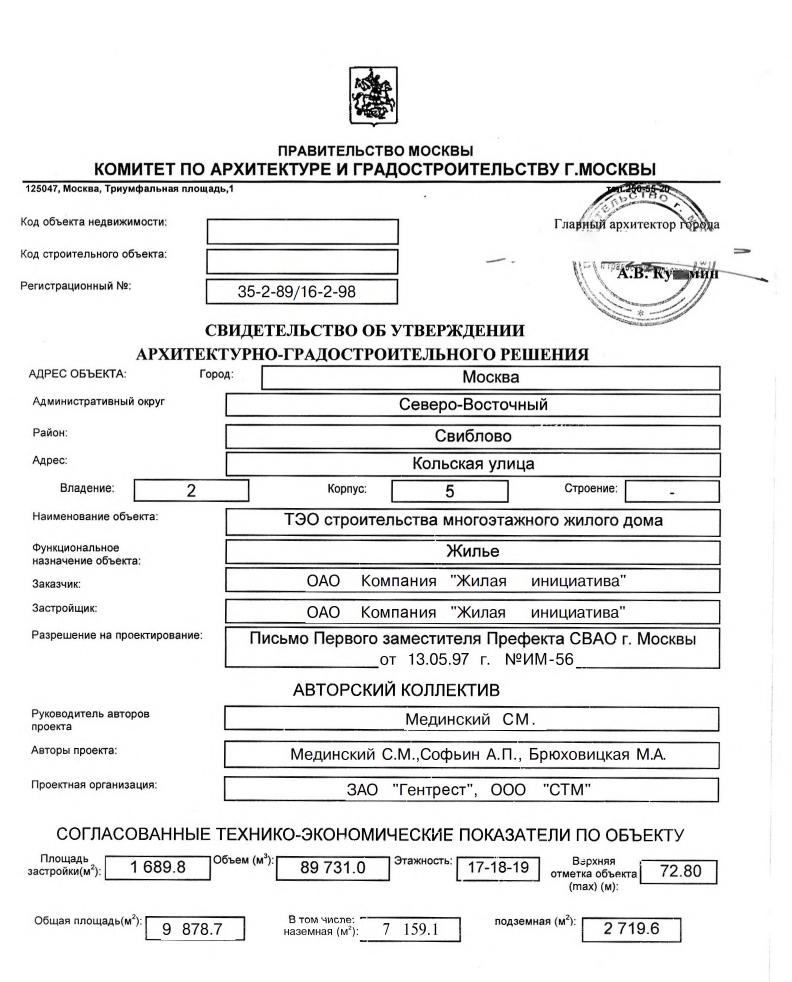 ПРАВИТЕЛЬСТВО МОСКВЫ
КОМИТЕТ ПО АРХИТЕКТУРЕ И ГРАДОСТРОИТЕЛЬСТВУ Г.МОСКВЫ
125047, Москва, Триумфальная площадь,1 тел.250-55-20
Код объекта недвижимости:
Главный архитектор города
Код строительного объекта:
А.В. Ку мин
Регистрационный №: 35-2-89/16-2-98
СВИДЕТЕЛЬСТВО ОБ УТВЕРЖДЕНИИ
АРХИТЕКТУРНО-ГРАДОСТРОИТЕЛЬНОГО РЕШЕНИЯ
АДРЕС ОБЪЕКТА: Город: Москва
Административный округ Северо-Восточный
Район: Свиблово
Адрес: Кольская улица
Владение: 2 Корпус: 5 Строение: -
Наименование объекта: ТЭО строительства многоэтажного жилого дома
Функциональное
назначение объекта: Жилье
Заказчик: ОАО Компания "Жилая инициатива"
Застройщик: ОАО Компания "Жилая инициатива"
Разрешение на проектирование: Письмо Первого заместителя Префекта СВАО г. Москвы
от 13.05.97 г. №ИМ-56
АВТОРСКИЙ КОЛЛЕКТИВ
Руководитель авторов
проекта Мединский СМ.
Авторы проекта: Мединский С.М.,Софьин А.П., Брюховицкая М.А.
Проектная организация: ЗАО "Гентрест", ООО "СТМ"
СОГЛАСОВАННЫЕ ТЕХНИКО-ЭКОНОМИЧЕСКИЕ ПОКАЗАТЕЛИ ПО ОБЪЕКТУ
Площадь застройки(м²): 1 689.8 Объем (м³): 89 731.0 Этажность: 17-18-19 Верхняя отметка объекта (max) (м): 72.80
Общая площадь(м²): 9 878.7 В том числе: наземная (м²): 7 159.1 подземная (м²): 2 719.6